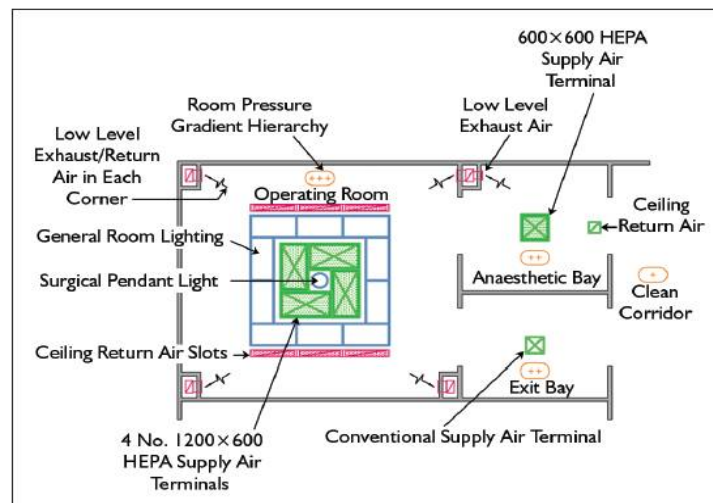 600×600 HEPA
Supply Air
Terminal
Room Pressure
Gradient Hierarchy
Low Level
Exhaust Air
Low Level
Exhaust/Return
Air in Each
Corner
+++
Operating Room
Ceiling
Return Air
General Room Lighting
Surgical Pendant Light
++
Anaesthetic Bay
+
Clean
Corridor
Ceiling Return Air Slots
++
Exit Bay
4 No. 1200×600
HEPA Supply Air
Terminals
Conventional Supply Air Terminal